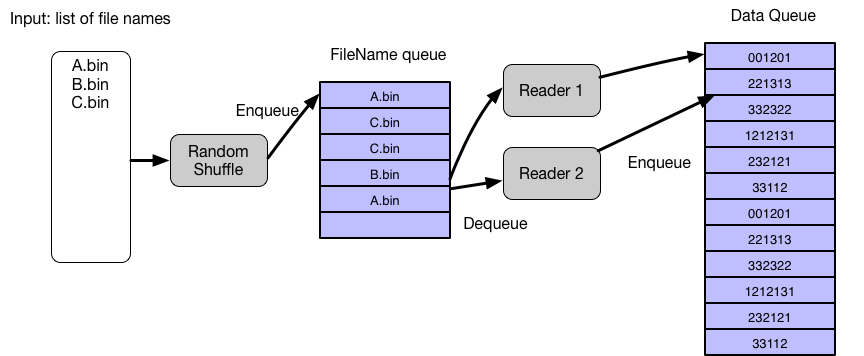 Input: list of file names
A.bin
B.bin
C.bin
Random
Shuffle
Enqueue
FileName queue
A.bin
C.bin
C.bin
B.bin
A.bin
Dequeue
Reader 1
Reader 2
Enqueue
Data Queue
001201
221313
332322
1212131
232121
33112
001201
221313
332322
1212131
232121
33112